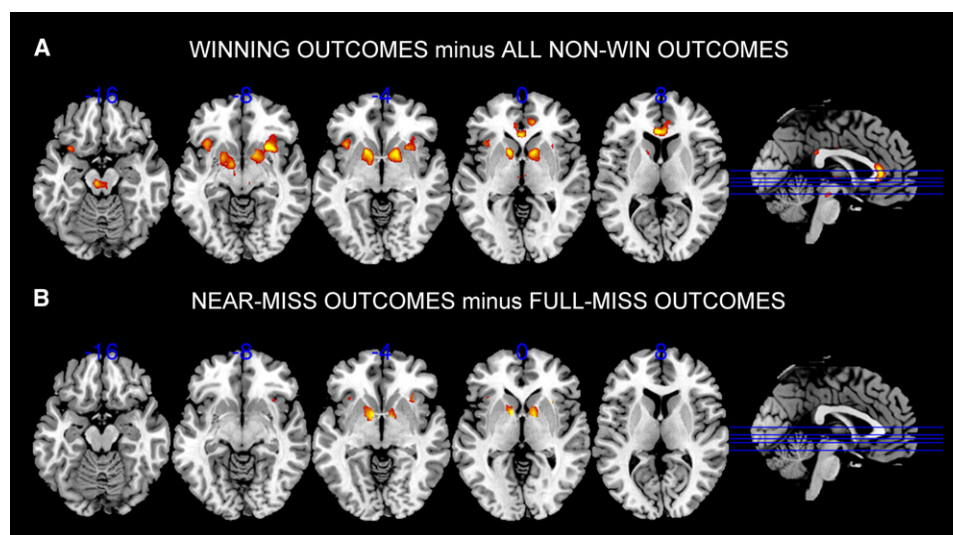 A
WINNING OUTCOMES minus ALL NON-WIN OUTCOMES
-16 -8 -4 0 8
B
NEAR-MISS OUTCOMES minus FULL-MISS OUTCOMES
-16 -8 -4 0 8